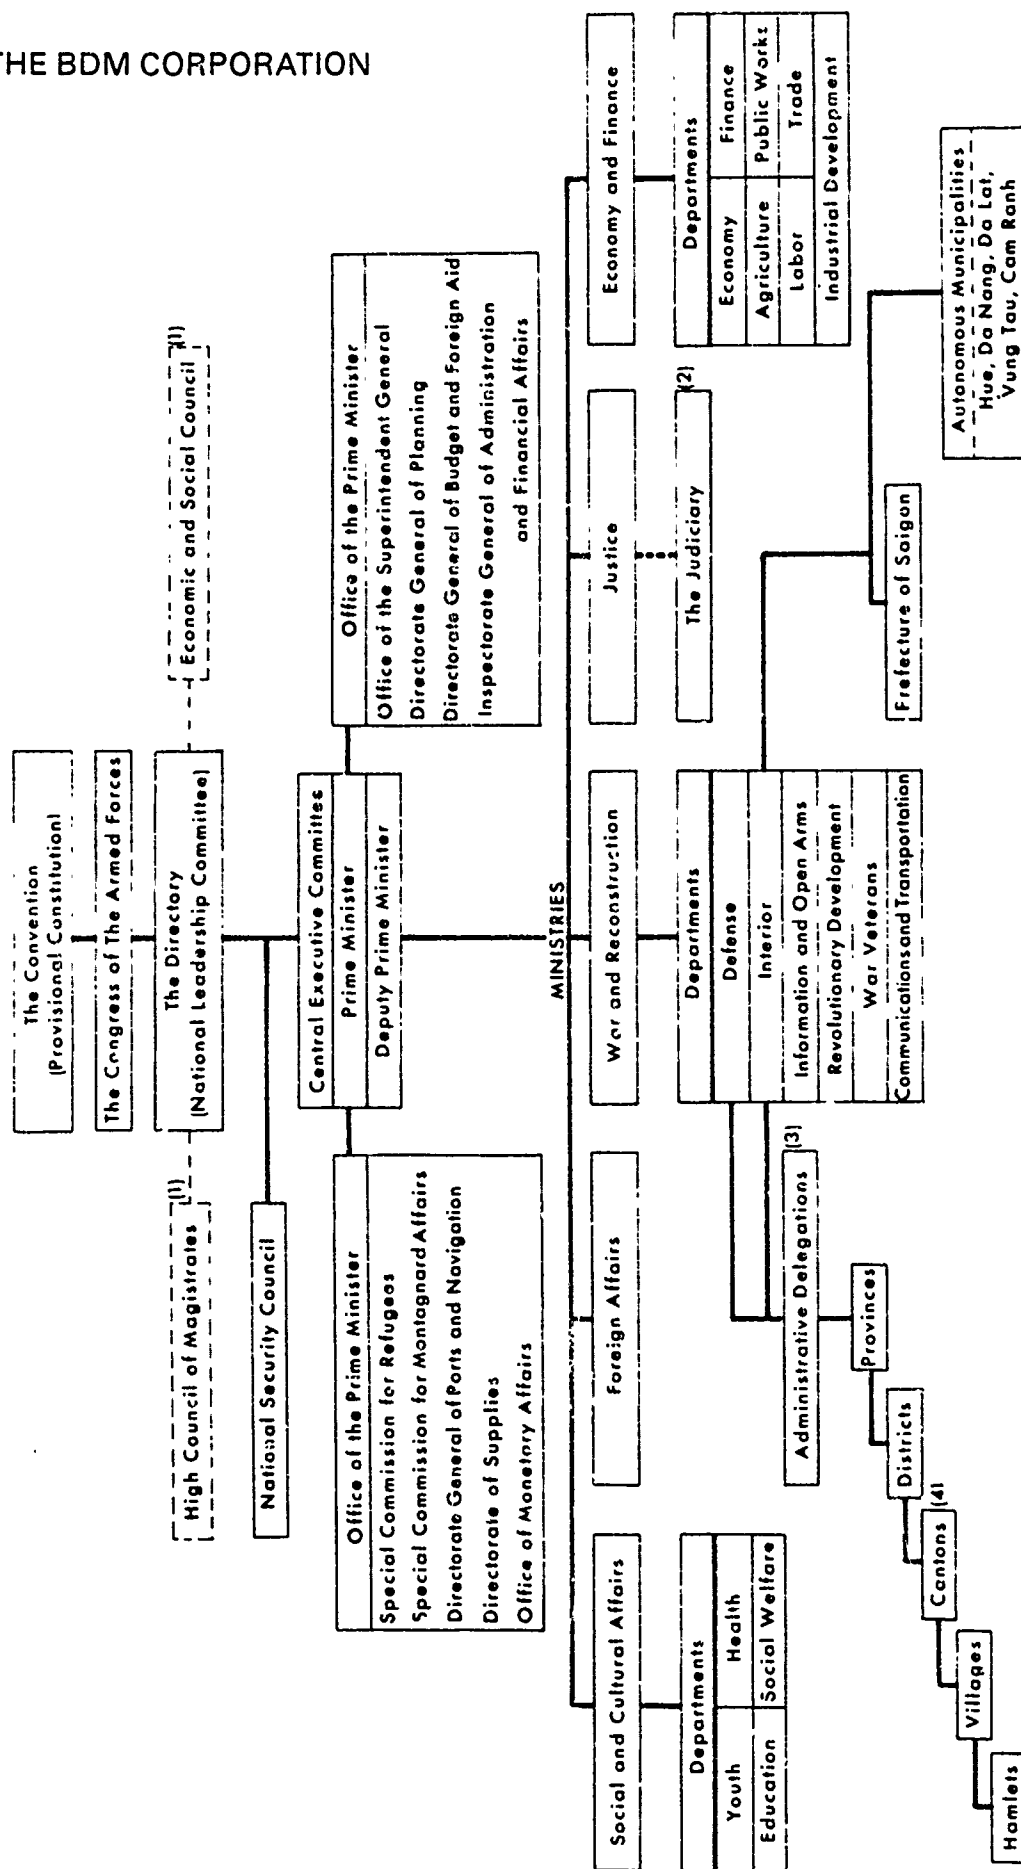 THE BDM CORPORATION
The Convention
(Provisional Constitution)
The Congress of The Armed Forces
High Council of Magistrates (1)
The Directory
(National Leadership Committee)
Economic and Social Council (1)
National Security Council
Central Executive Committee
Prime Minister
Deputy Prime Minister
Office of the Prime Minister
Special Commission for Refugees
Special Commission for Montagnard Affairs
Directorate General of Ports and Navigation
Directorate of Supplies
Office of Monetary Affairs
Office of the Prime Minister
Office of the Superintendent General
Directorate General of Planning
Directorate General of Budget and Foreign Aid
Inspectorate General of Administration
and Financial Affairs
MINISTRIES
Social and Cultural Affairs
Foreign Affairs
War and Reconstruction
Justice
Economy and Finance
Departments
Youth Health
Education Social Welfare
Departments
Defense
Interior
Information and Open Arms
Revolutionary Development
War Veterans
Communications and Transportation
The Judiciary (2)
Departments
Economy Finance
Agriculture Public Works
Labor Trade
Industrial Development
Administrative Delegations (3)
Provinces
Districts
Cantons (4)
Villages
Hamlets
Prefecture of Saigon
Autonomous Municipalities
Hue, Da Nang, Da Lat,
Vung Tau, Cam Ranh